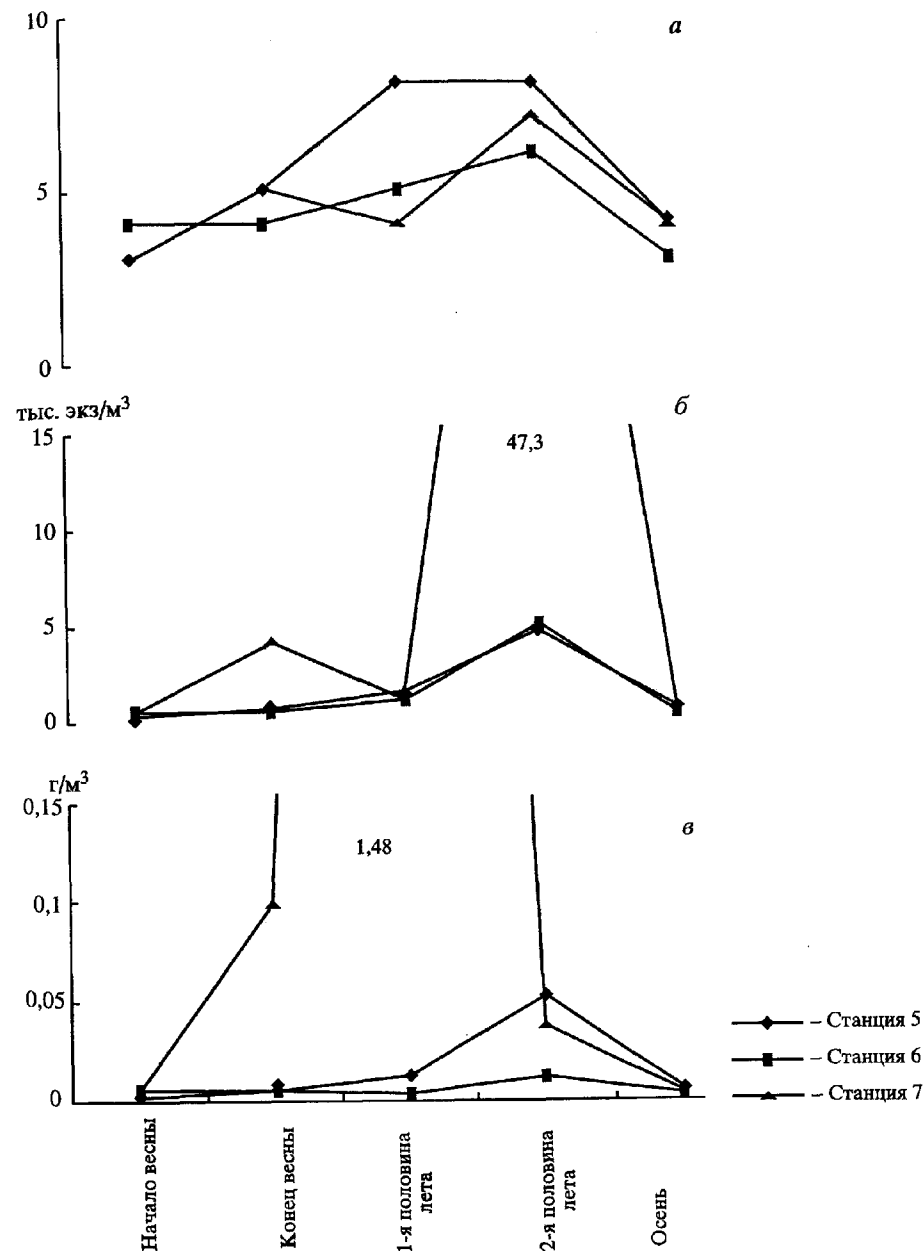 10
а
5
0
тыс. экз/м³
б
15
47,3
10
5
0
г/м³
0,15
в
1,48
0,1
0,05
0
– Станция 5
– Станция 6
– Станция 7
Начало весны
Конец весны
1-я половина
лета
2-я половина
лета
Осень